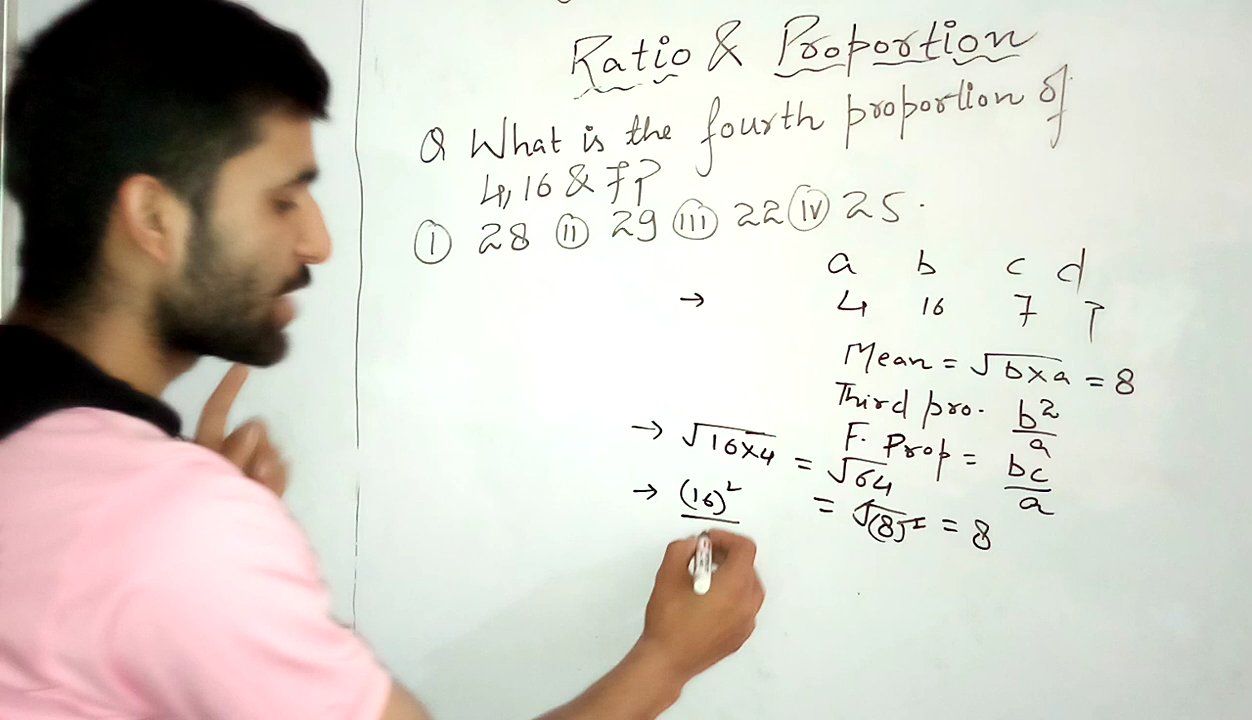 Ratio & Proportion
Q What is the fourth proportion of
4, 16 & 7?
(i) 28 (ii) 29 (iii) 22 (iv) 25.
a b c d
→ 4 16 7 ?
Mean = √b×a = 8
Third pro. b²/a
F. Prop = bc/a
→ √16×4 = √64
= √(8)² = 8
→ (16)²